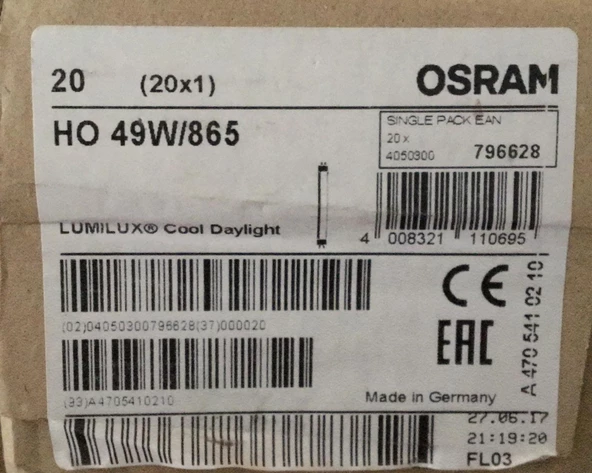 20 (20x1) OSRAM
HO 49W/865
SINGLE PACK EAN
20 x
4050300 796628
LUMILUX® Cool Daylight
4 008321 110695
(02)04050300796628(37)000020
CE
EAC
A 470 541 02 10
(93)A4705410210
Made in Germany
27.06.17
21:19:20
FL03